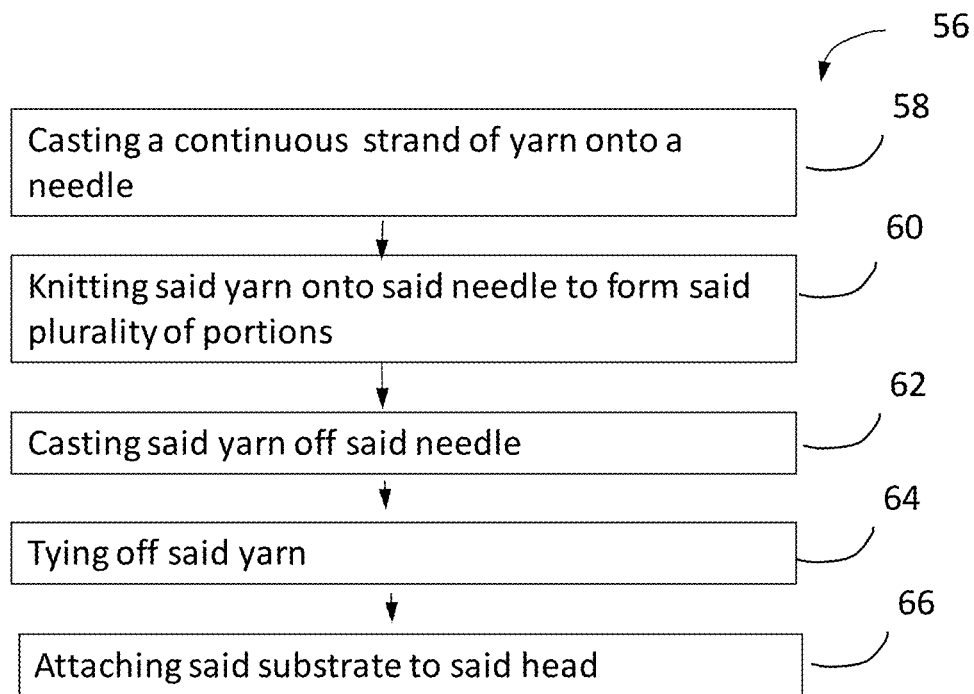 56
58
Casting a continuous strand of yarn onto a
needle
60
Knitting said yarn onto said needle to form said
plurality of portions
62
Casting said yarn off said needle
64
Tying off said yarn
66
Attaching said substrate to said head